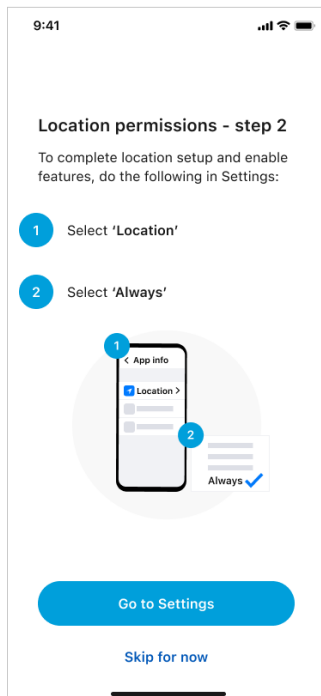 9:41
Location permissions - step 2
To complete location setup and enable
features, do the following in Settings:
1 Select ‘Location’
2 Select ‘Always’
1
< App info
Location >
2
Always
Go to Settings
Skip for now